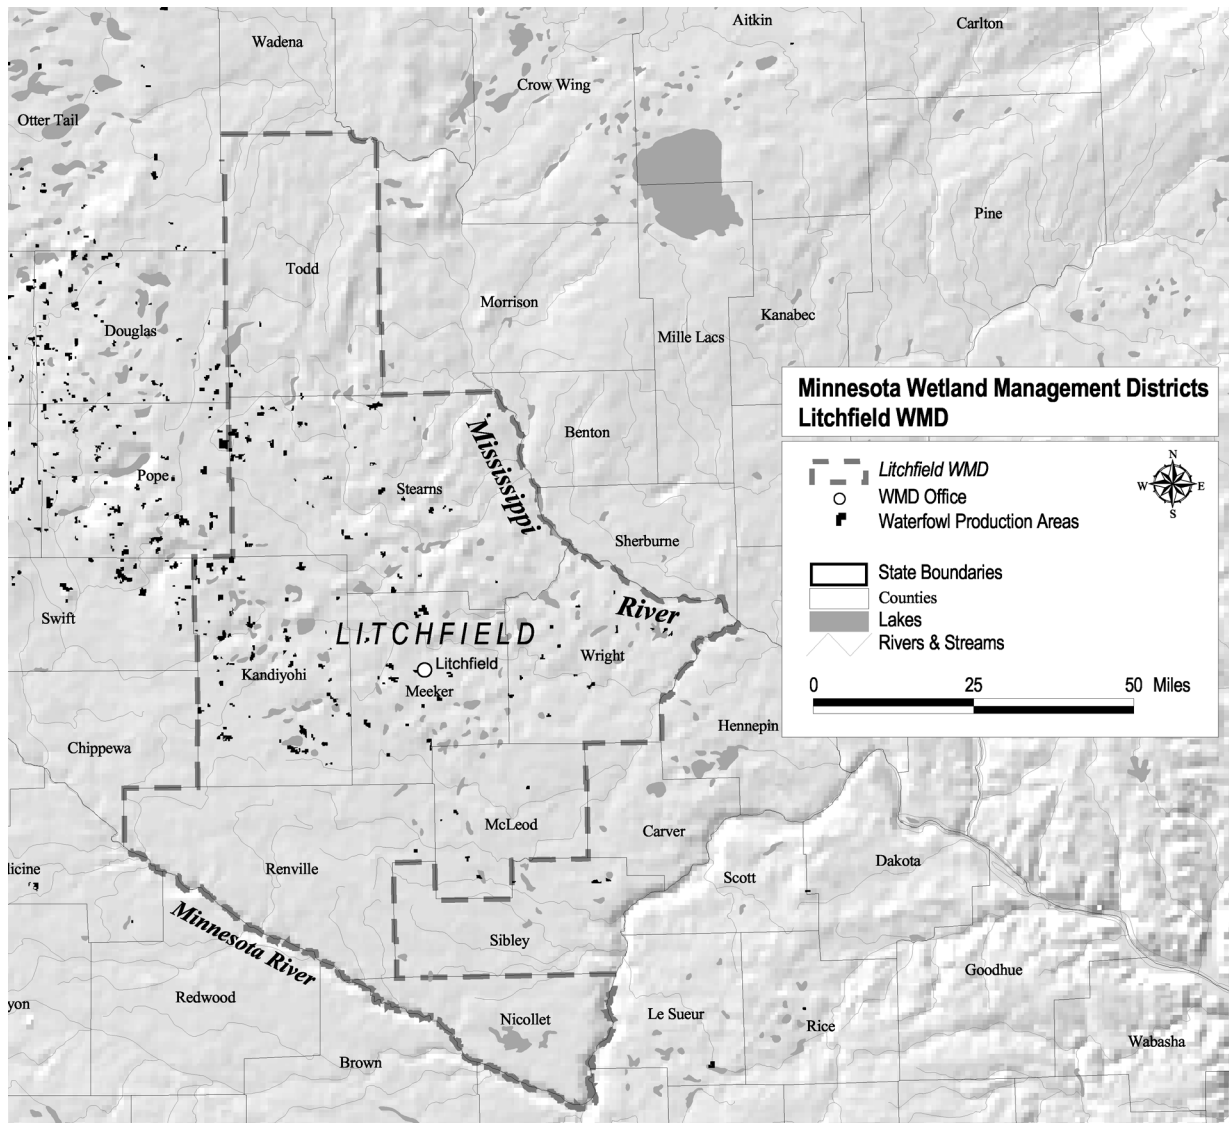 Aitkin
Carlton
Wadena
Crow Wing
Otter Tail
Pine
Todd
Morrison
Kanabec
Douglas
Mille Lacs
Minnesota Wetland Management Districts
Litchfield WMD
Benton
Mississippi
Litchfield WMD
N
Pope
Stearns
WMD Office
W
E
S
Waterfowl Production Areas
Sherburne
State Boundaries
River
Counties
Swift
Lakes
LITCHFIELD
Rivers & Streams
Wright
Litchfield
Kandiyohi
Meeker
0 25 50 Miles
Hennepin
Chippewa
McLeod
Carver
Dakota
licine
Renville
Scott
Minnesota River
Sibley
Goodhue
Redwood
yon
Nicollet
Le Sueur
Rice
Wabasha
Brown